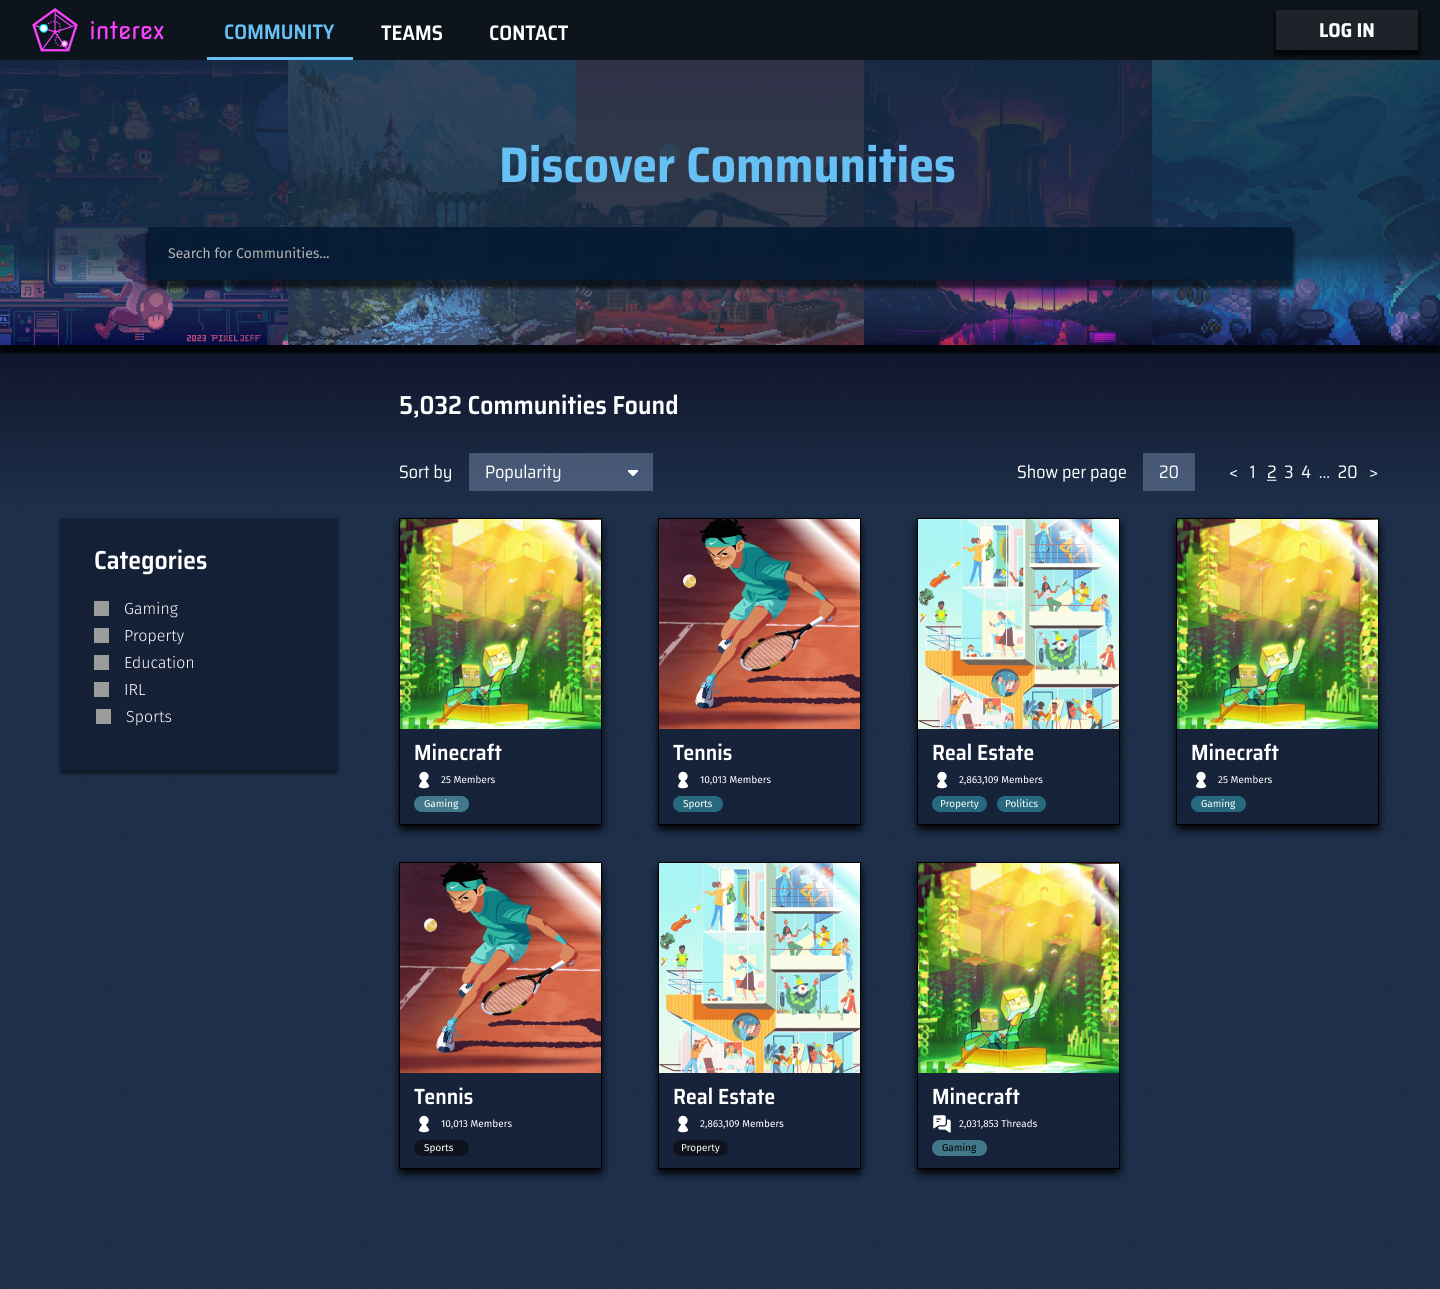 interex
COMMUNITY TEAMS CONTACT LOG IN
Discover Communities
Search for Communities...
2023 PIXELJEFF
5,032 Communities Found
Sort by Popularity Show per page 20 < 1 2 3 4 ... 20 >
Categories
Gaming
Property
Education
IRL
Sports
Minecraft
25 Members
Gaming
Tennis
10,013 Members
Sports
Real Estate
2,863,109 Members
Property Politics
Minecraft
25 Members
Gaming
Tennis
10,013 Members
Sports
Real Estate
2,863,109 Members
Property
Minecraft
2,031,853 Threads
Gaming